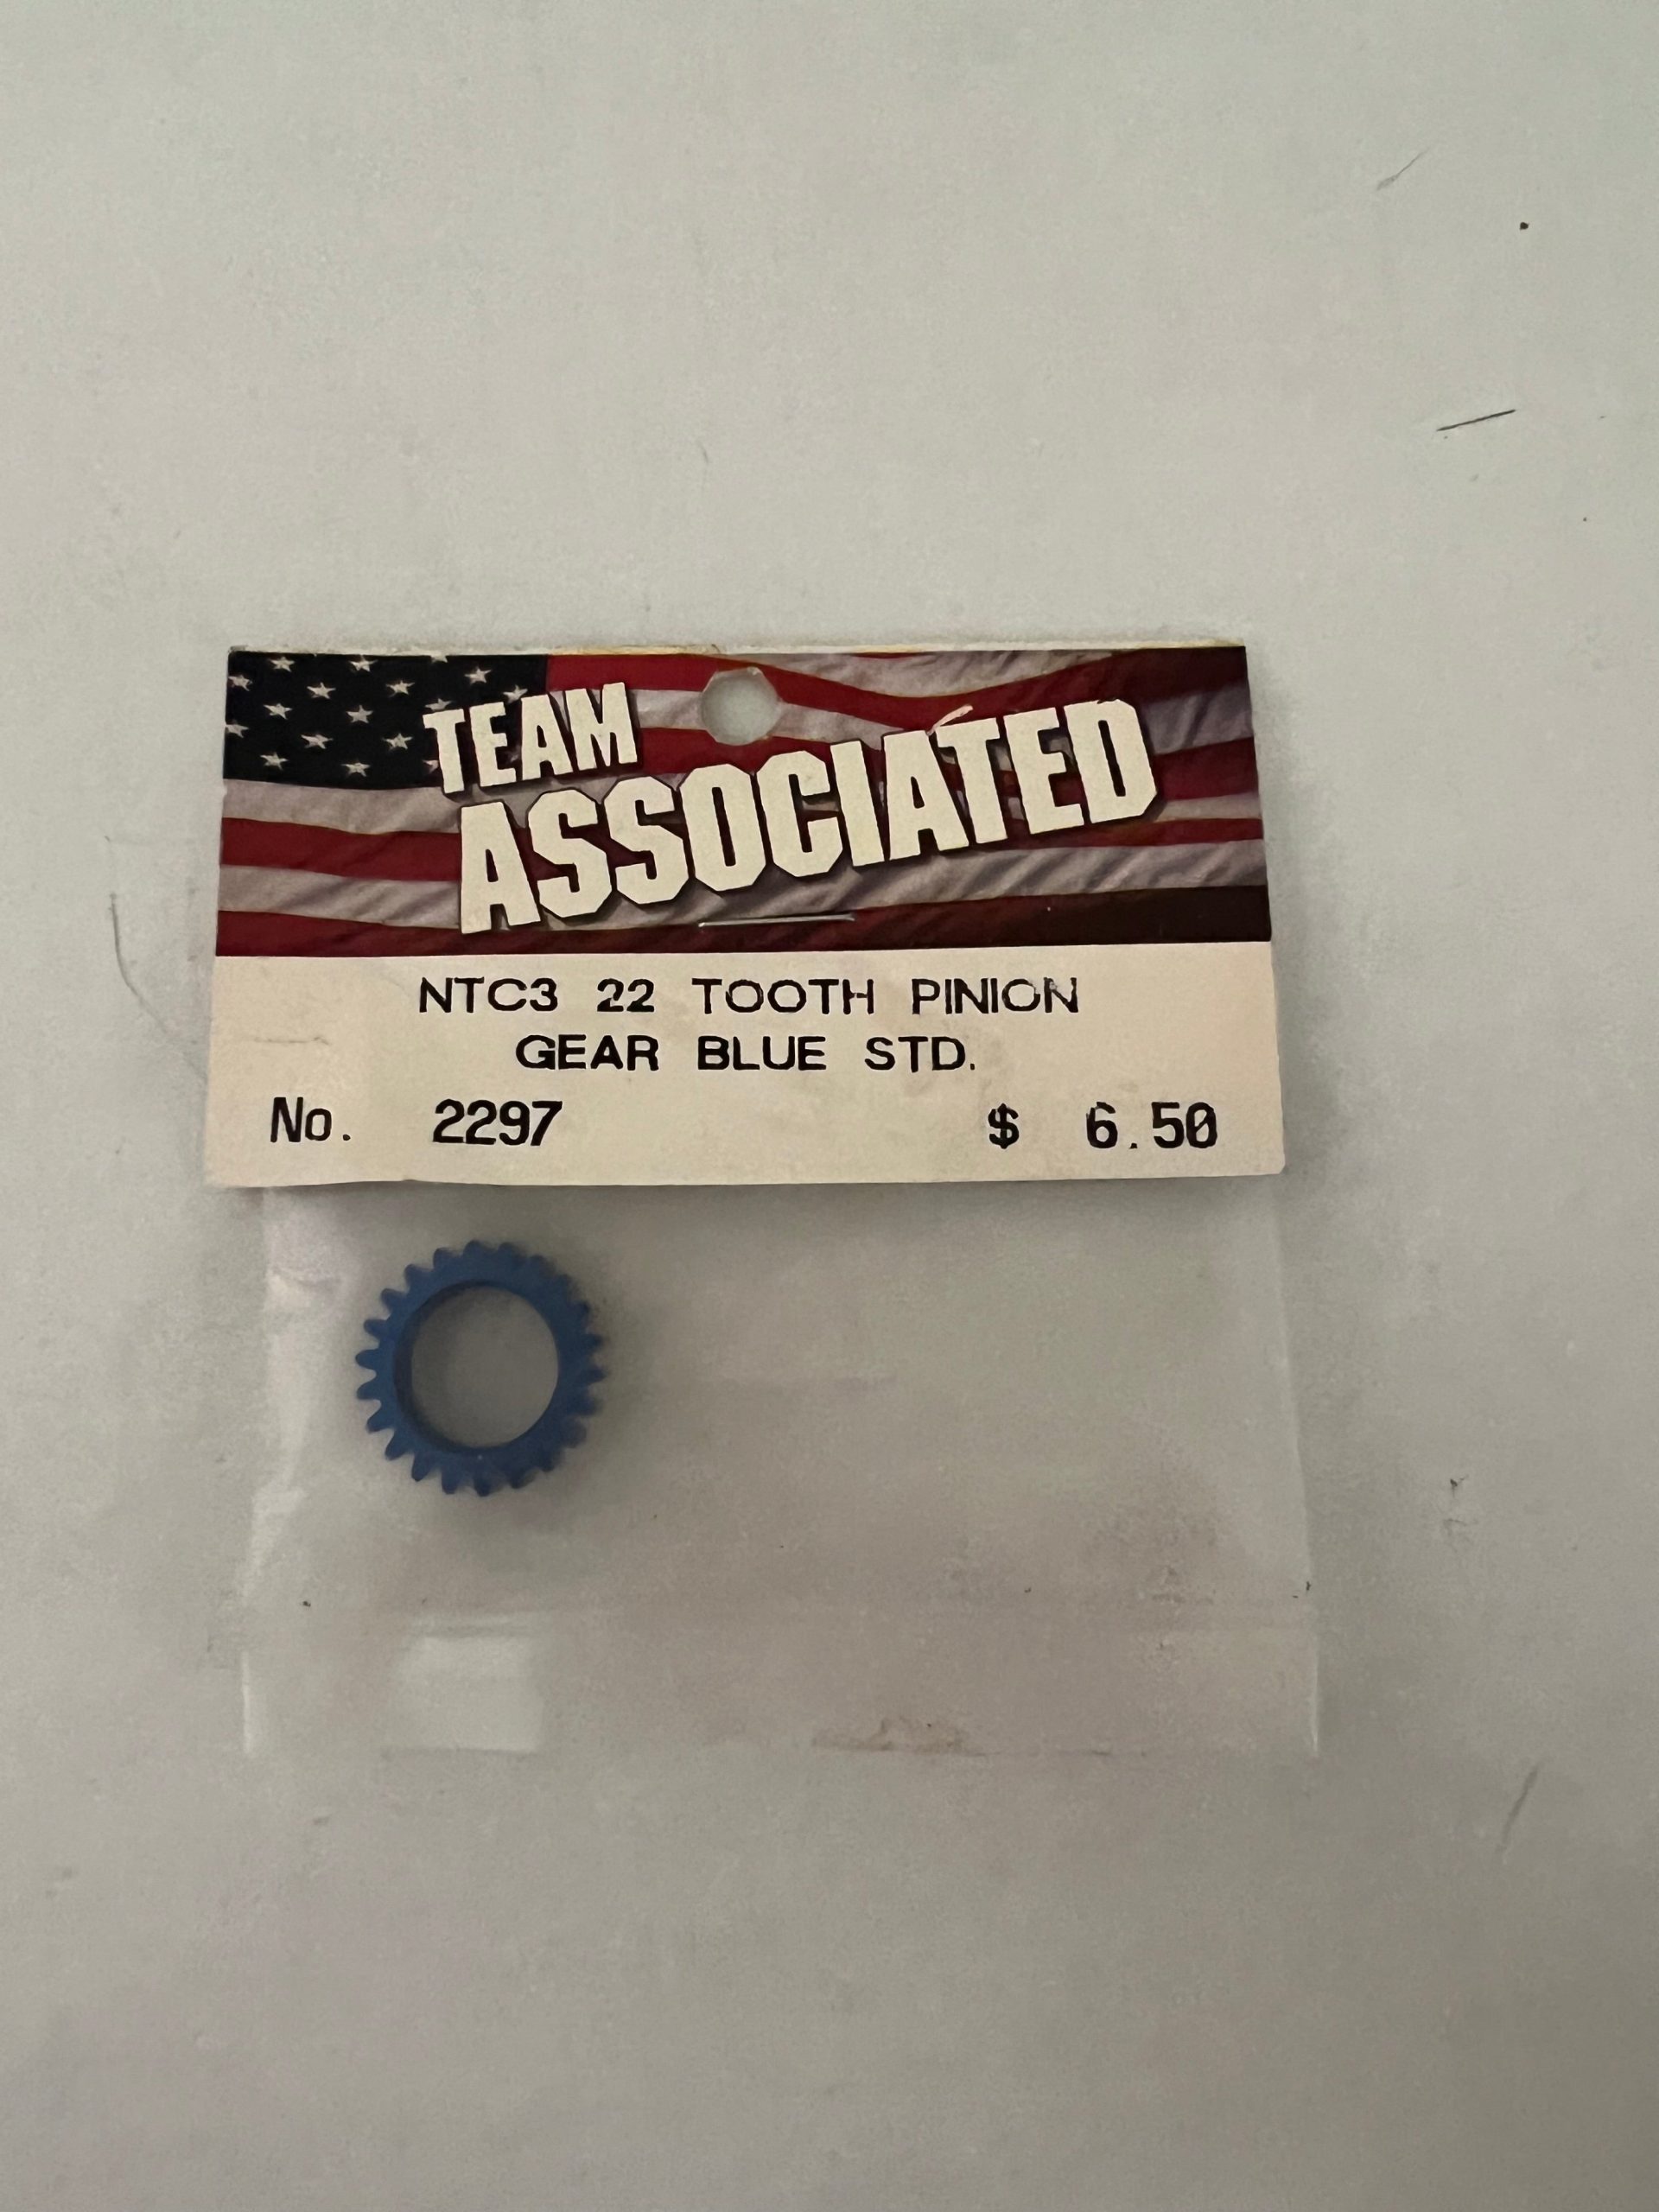 TEAM
ASSOCIATED
NTC3 22 TOOTH PINION
GEAR BLUE STD.
No. 2297 $ 6.50